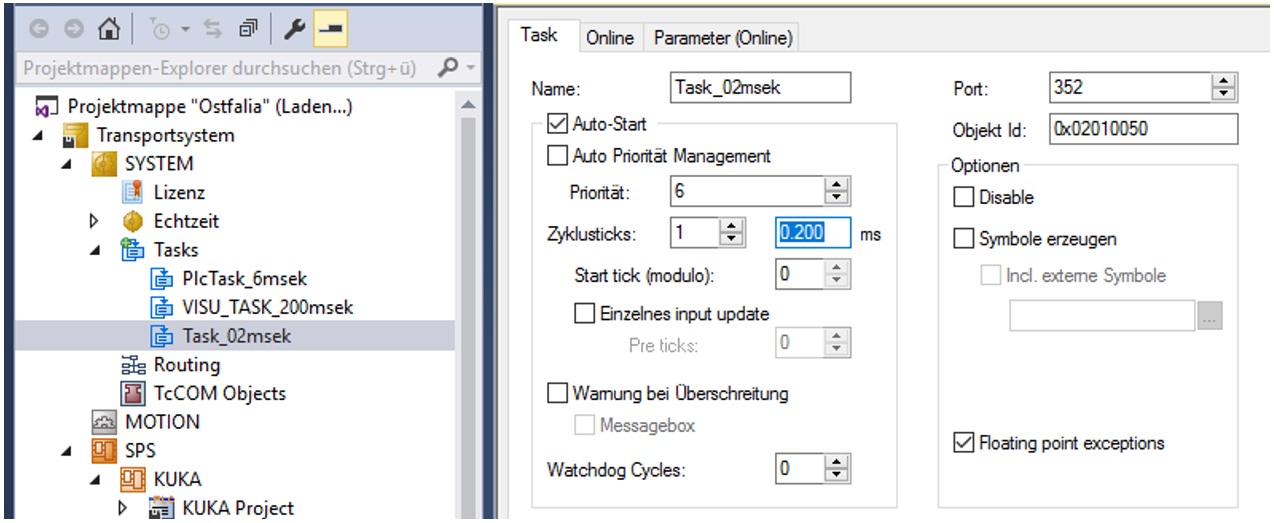 Projektmappen-Explorer durchsuchen (Strg+ü)
Projektmappe "Ostfalia" (Laden...)
Transportsystem
SYSTEM
Lizenz
Echtzeit
Tasks
PlcTask_6msek
VISU_TASK_200msek
Task_02msek
Routing
TcCOM Objects
MOTION
SPS
KUKA
KUKA Project
Task
Online
Parameter (Online)
Name: Task_02msek
Auto-Start
Auto Priorität Management
Priorität: 6
Zyklusticks: 1 0.200 ms
Start tick (modulo): 0
Einzelnes input update
Pre ticks: 0
Warnung bei Überschreitung
Messagebox
Watchdog Cycles: 0
Port: 352
Objekt Id: 0x02010050
Optionen
Disable
Symbole erzeugen
Incl. externe Symbole
...
Floating point exceptions